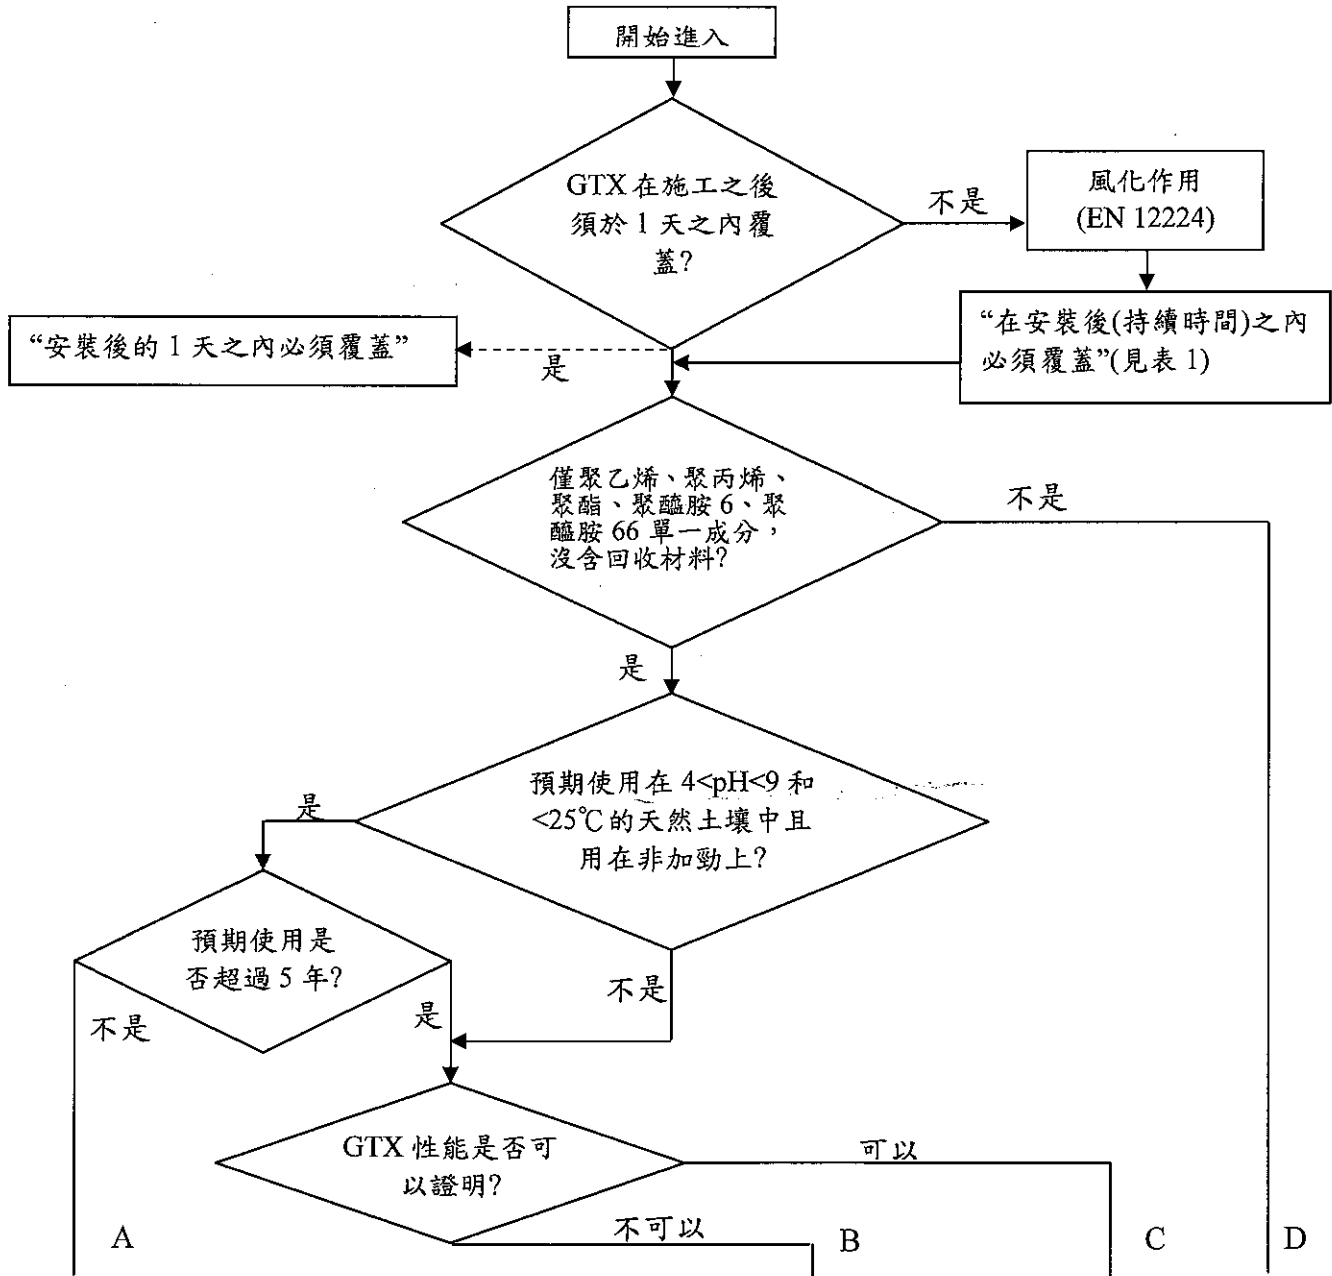 開始進入
GTX 在施工之後
須於 1 天之內覆
蓋?
不是
風化作用
(EN 12224)
“在安裝後(持續時間)之內
必須覆蓋”(見表 1)
“安裝後的 1 天之內必須覆蓋”
是
僅聚乙烯、聚丙烯、
聚酯、聚醯胺 6、聚
醯胺 66 單一成分，
沒含回收材料?
不是
是
預期使用在 4<pH<9 和
<25℃的天然土壤中且
用在非加勁上?
是
預期使用是
否超過 5 年?
不是
是
不是
GTX 性能是否可
以證明?
可以
不可以
A
B
C
D